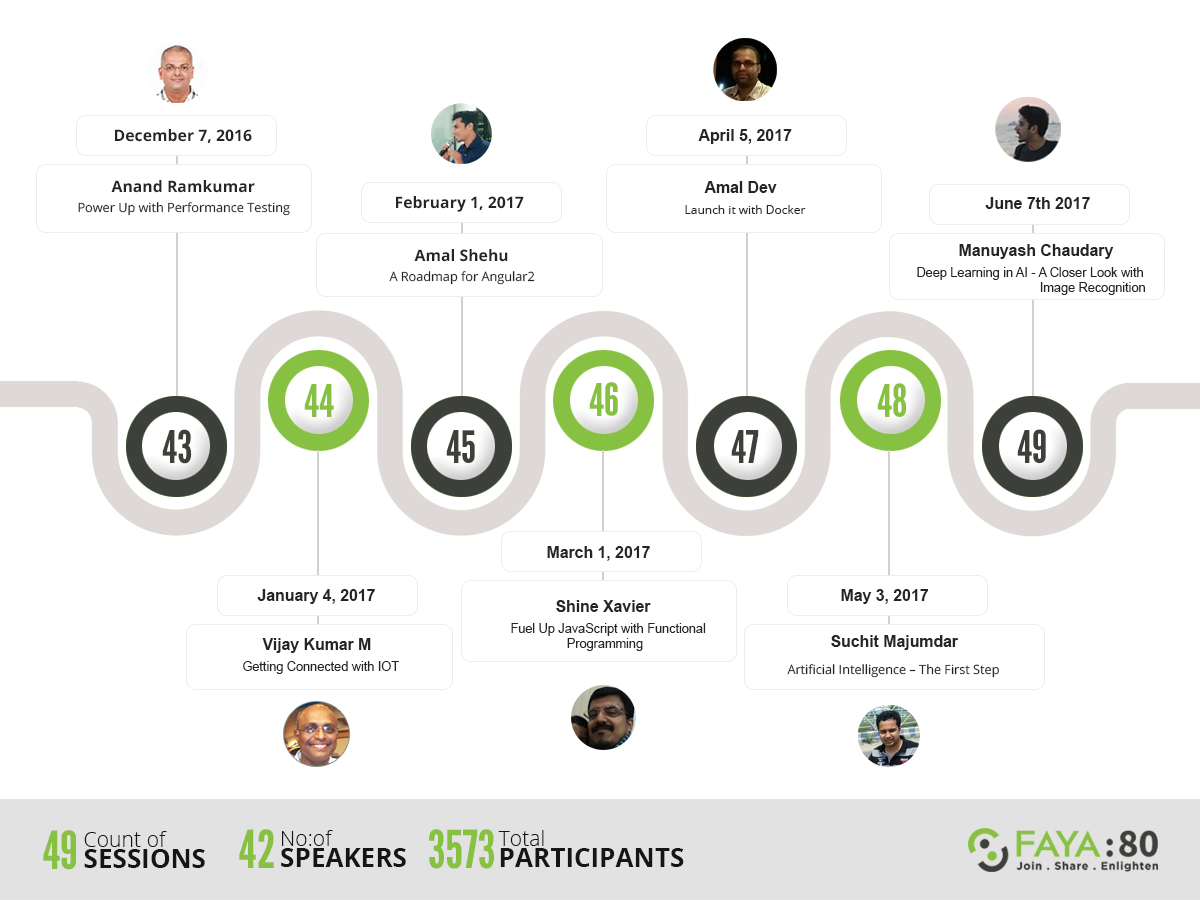 December 7, 2016
Anand Ramkumar
Power Up with Performance Testing
43
January 4, 2017
Vijay Kumar M
Getting Connected with IOT
44
February 1, 2017
Amal Shehu
A Roadmap for Angular2
45
March 1, 2017
Shine Xavier
Fuel Up JavaScript with Functional
Programming
46
April 5, 2017
Amal Dev
Launch it with Docker
47
May 3, 2017
Suchit Majumdar
Artificial Intelligence – The First Step
48
June 7th 2017
Manuyash Chaudary
Deep Learning in AI - A Closer Look with
Image Recognition
49
49 Count of
SESSIONS
42 No:of
SPEAKERS
3573 Total
PARTICIPANTS
FAYA:80
Join . Share . Enlighten